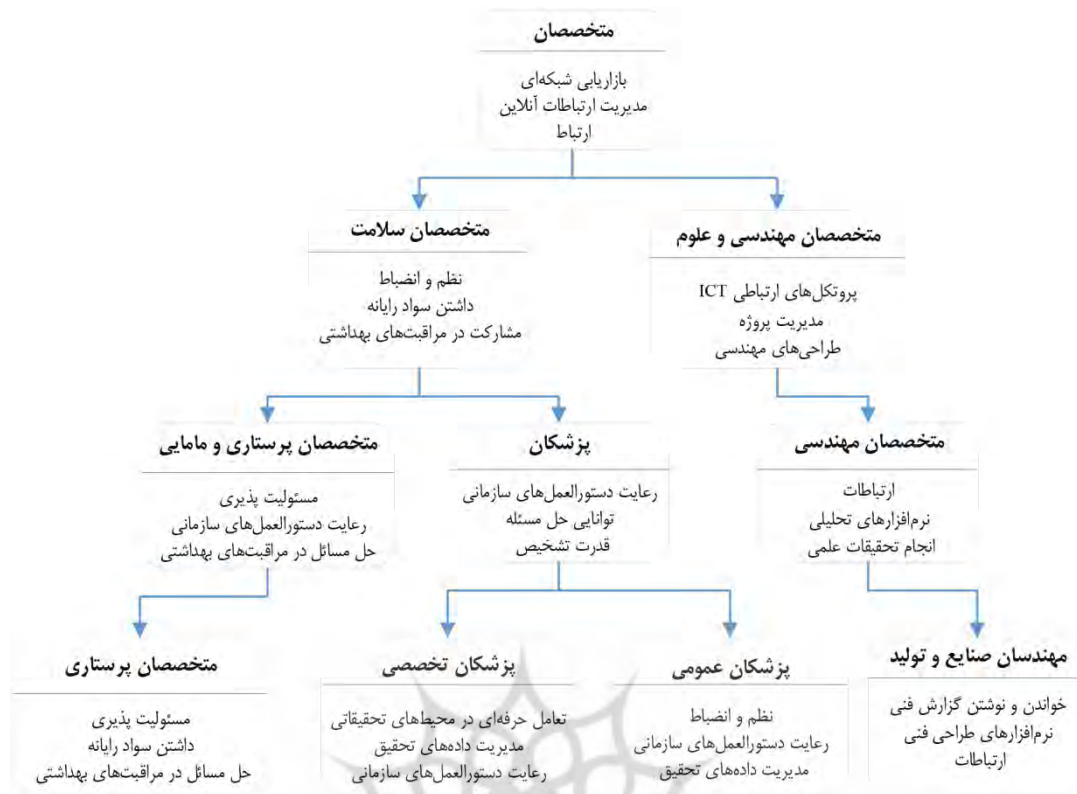 متخصصان
بازاریابی شبکه‌ای
مدیریت ارتباطات آنلاین
ارتباط
متخصصان مهندسی و علوم
پروتکل‌های ارتباطی ICT
مدیریت پروژه
طراحی‌های مهندسی
متخصصان سلامت
نظم و انضباط
داشتن سواد رایانه
مشارکت در مراقبت‌های بهداشتی
متخصصان مهندسی
ارتباطات
نرم‌افزارهای تحلیلی
انجام تحقیقات علمی
پزشکان
رعایت دستورالعمل‌های سازمانی
توانایی حل مسئله
قدرت تشخیص
متخصصان پرستاری و مامایی
مسئولیت پذیری
رعایت دستورالعمل‌های سازمانی
حل مسائل در مراقبت‌های بهداشتی
مهندسان صنایع و تولید
خواندن و نوشتن گزارش فنی
نرم‌افزارهای طراحی فنی
ارتباطات
پزشکان عمومی
نظم و انضباط
رعایت دستورالعمل‌های سازمانی
مدیریت داده‌های تحقیق
پزشکان تخصصی
تعامل حرفه‌ای در محیط‌های تحقیقاتی
مدیریت داده‌های تحقیق
رعایت دستورالعمل‌های سازمانی
متخصصان پرستاری
مسئولیت پذیری
داشتن سواد رایانه
حل مسائل در مراقبت‌های بهداشتی